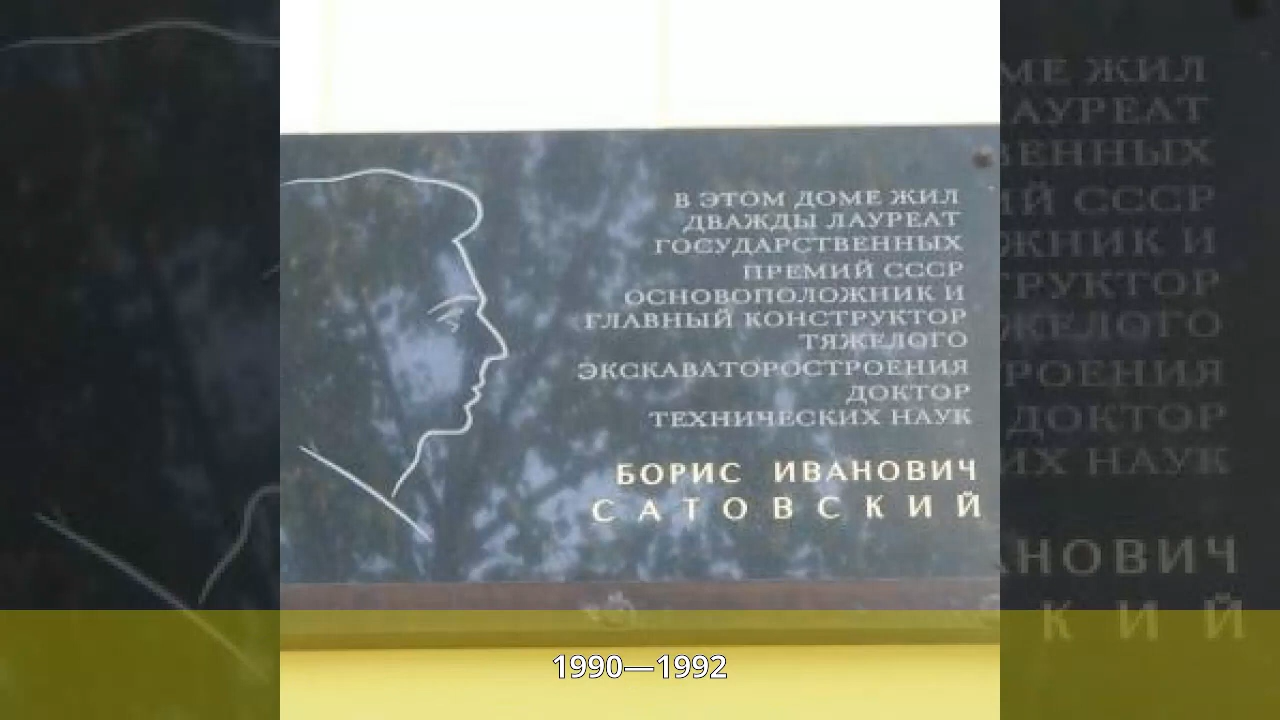 В ЭТОМ ДОМЕ ЖИЛ
ДВАЖДЫ ЛАУРЕАТ
ГОСУДАРСТВЕННЫХ
ПРЕМИЙ СССР
ОСНОВОПОЛОЖНИК И
ГЛАВНЫЙ КОНСТРУКТОР
ТЯЖЕЛОГО
ЭКСКАВАТОРОСТРОЕНИЯ
ДОКТОР
ТЕХНИЧЕСКИХ НАУК
БОРИС ИВАНОВИЧ
САТОВСКИЙ
1990—1992